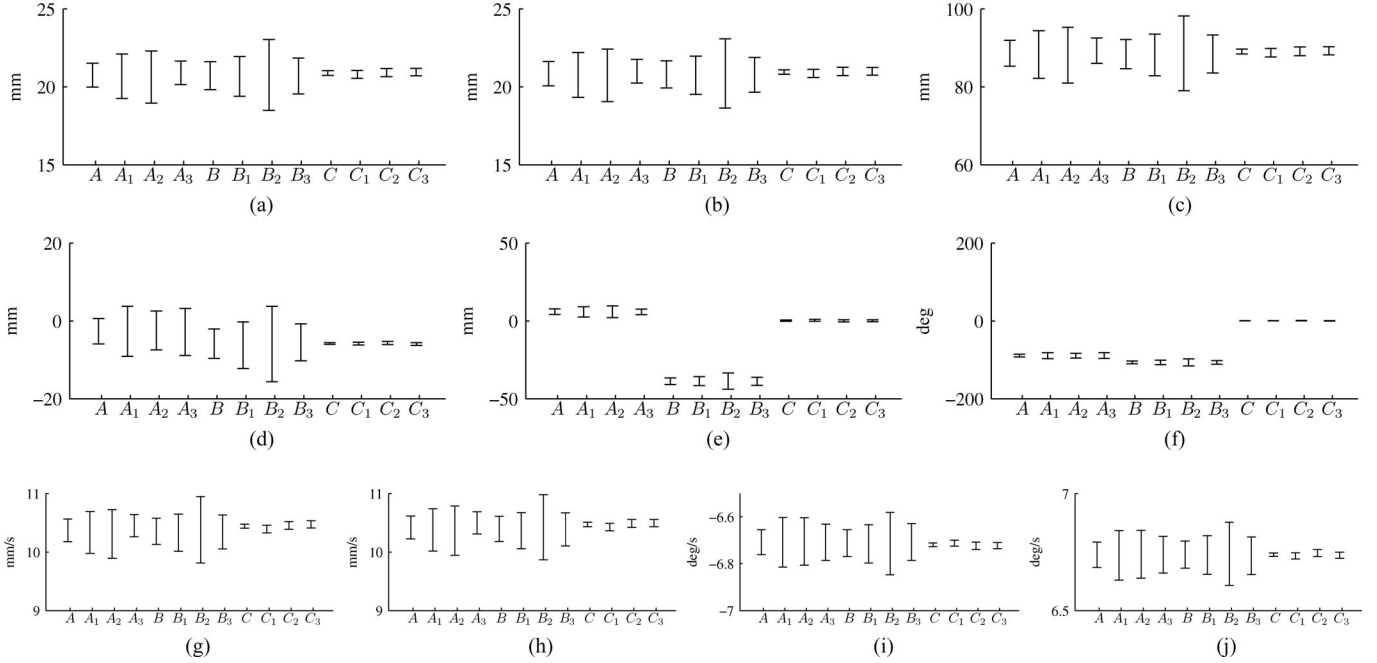 25
20
15
mm
A A1 A2 A3 B B1 B2 B3 C C1 C2 C3
(a)
25
20
15
mm
A A1 A2 A3 B B1 B2 B3 C C1 C2 C3
(b)
100
80
60
mm
A A1 A2 A3 B B1 B2 B3 C C1 C2 C3
(c)
20
0
−20
mm
A A1 A2 A3 B B1 B2 B3 C C1 C2 C3
(d)
50
0
−50
mm
A A1 A2 A3 B B1 B2 B3 C C1 C2 C3
(e)
200
0
−200
deg
A A1 A2 A3 B B1 B2 B3 C C1 C2 C3
(f)
11
10
9
mm/s
A A1 A2 A3 B B1 B2 B3 C C1 C2 C3
(g)
11
10
9
mm/s
A A1 A2 A3 B B1 B2 B3 C C1 C2 C3
(h)
−6.6
−6.8
−7
deg/s
A A1 A2 A3 B B1 B2 B3 C C1 C2 C3
(i)
7
6.5
deg/s
A A1 A2 A3 B B1 B2 B3 C C1 C2 C3
(j)